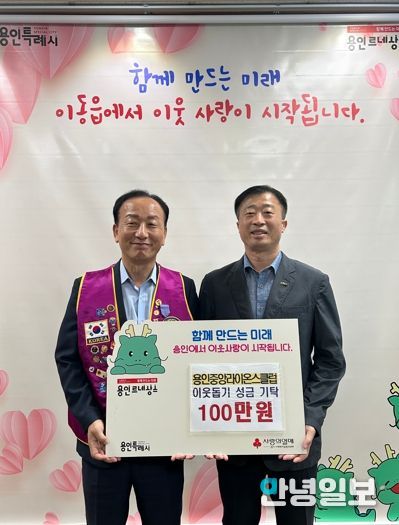 용인특례시
용인르네상스
함께 만드는 미래
이동읍에서 이웃 사랑이 시작됩니다.
KOREA
함께 만드는 미래
용인에서 이웃사랑이 시작됩니다.
용인르네상스
용인중앙라이온스클럽
이웃돕기 성금 기탁
100만 원
용인특례시
사랑의열매
안녕일보